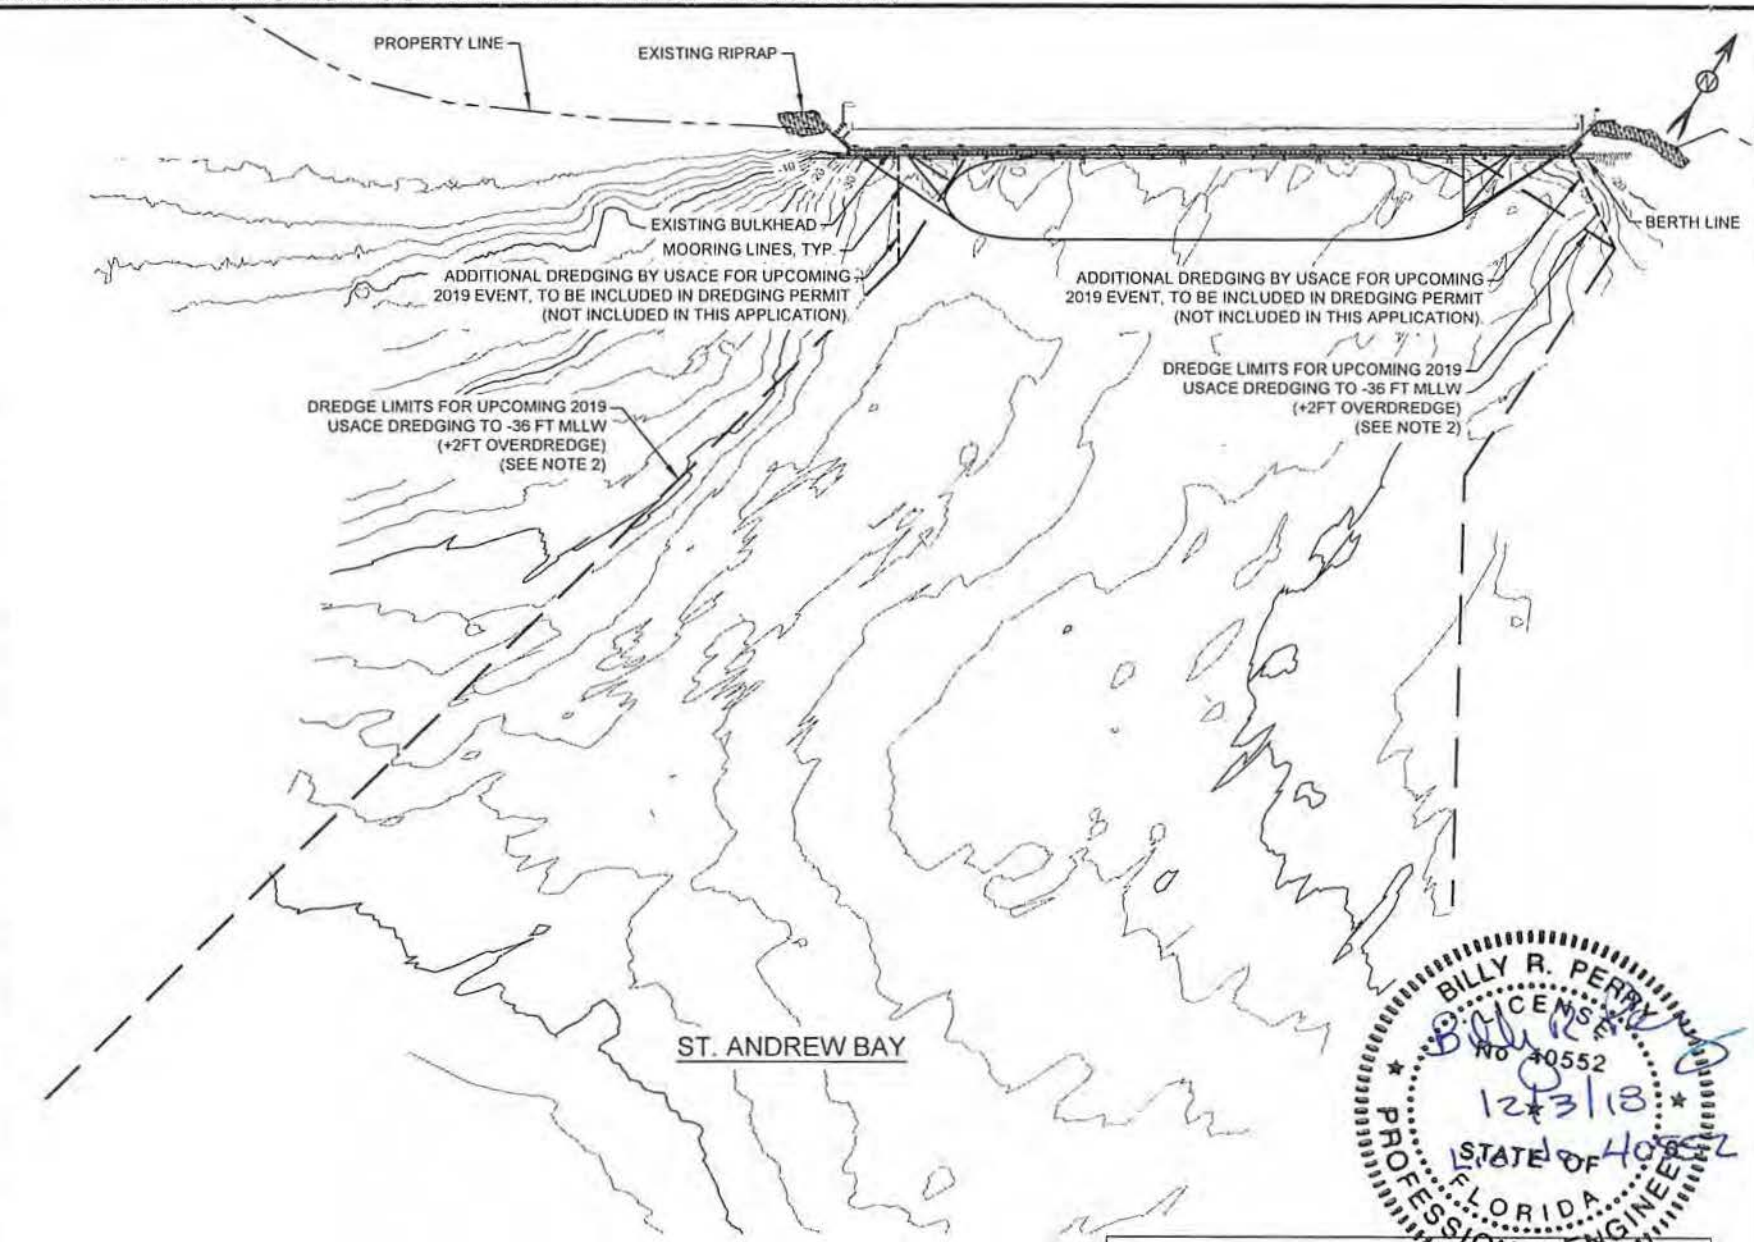 PROPERTY LINE
EXISTING RIPRAP
N
-10
-20
EXISTING BULKHEAD
MOORING LINES, TYP.
BERTH LINE
ADDITIONAL DREDGING BY USACE FOR UPCOMING
2019 EVENT, TO BE INCLUDED IN DREDGING PERMIT
(NOT INCLUDED IN THIS APPLICATION)
ADDITIONAL DREDGING BY USACE FOR UPCOMING
2019 EVENT, TO BE INCLUDED IN DREDGING PERMIT
(NOT INCLUDED IN THIS APPLICATION)
DREDGE LIMITS FOR UPCOMING 2019
USACE DREDGING TO -36 FT MLLW
(+2FT OVERDREDGE)
(SEE NOTE 2)
DREDGE LIMITS FOR UPCOMING 2019
USACE DREDGING TO -36 FT MLLW
(+2FT OVERDREDGE)
(SEE NOTE 2)
ST. ANDREW BAY
BILLY R. PERRY
LICENSE
No 40552
12/3/18
STATE OF
FLORIDA
PROFESSIONAL ENGINEER